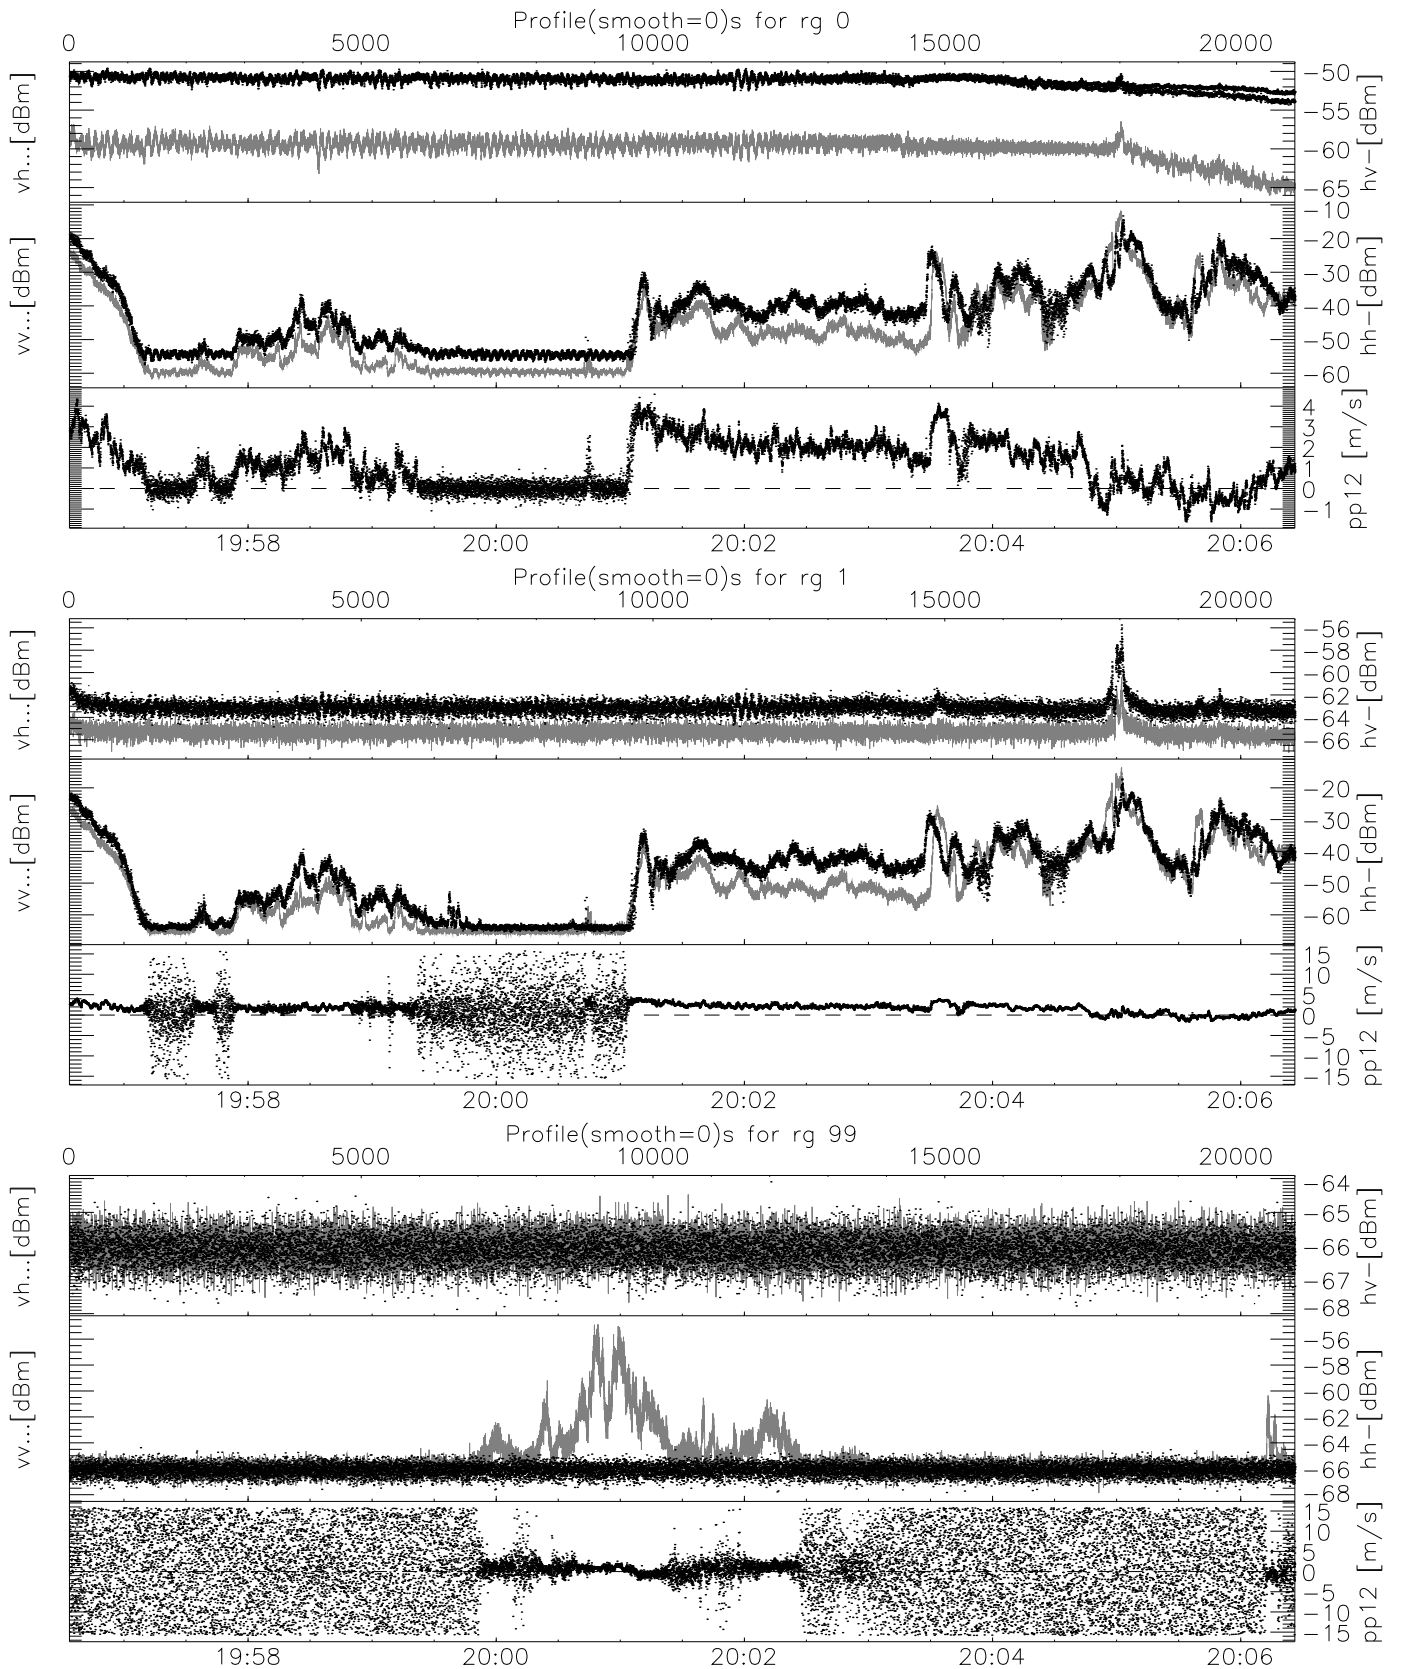 Profile(smooth=0)s for rg 0
0 5000 10000 15000 20000
vh...[dBm]
-50
-55
-60
-65
hv-[dBm]
vv...[dBm]
-10
-20
-30
-40
-50
-60
hh-[dBm]
4
3
2
1
0
-1
pp12 [m/s]
19:58 20:00 20:02 20:04 20:06
Profile(smooth=0)s for rg 1
0 5000 10000 15000 20000
vh...[dBm]
-56
-58
-60
-62
-64
-66
hv-[dBm]
vv...[dBm]
-20
-30
-40
-50
-60
hh-[dBm]
15
10
5
0
-5
-10
-15
pp12 [m/s]
19:58 20:00 20:02 20:04 20:06
Profile(smooth=0)s for rg 99
0 5000 10000 15000 20000
vh...[dBm]
-64
-65
-66
-67
-68
hv-[dBm]
vv...[dBm]
-56
-58
-60
-62
-64
-66
-68
hh-[dBm]
15
10
5
0
-5
-10
-15
pp12 [m/s]
19:58 20:00 20:02 20:04 20:06